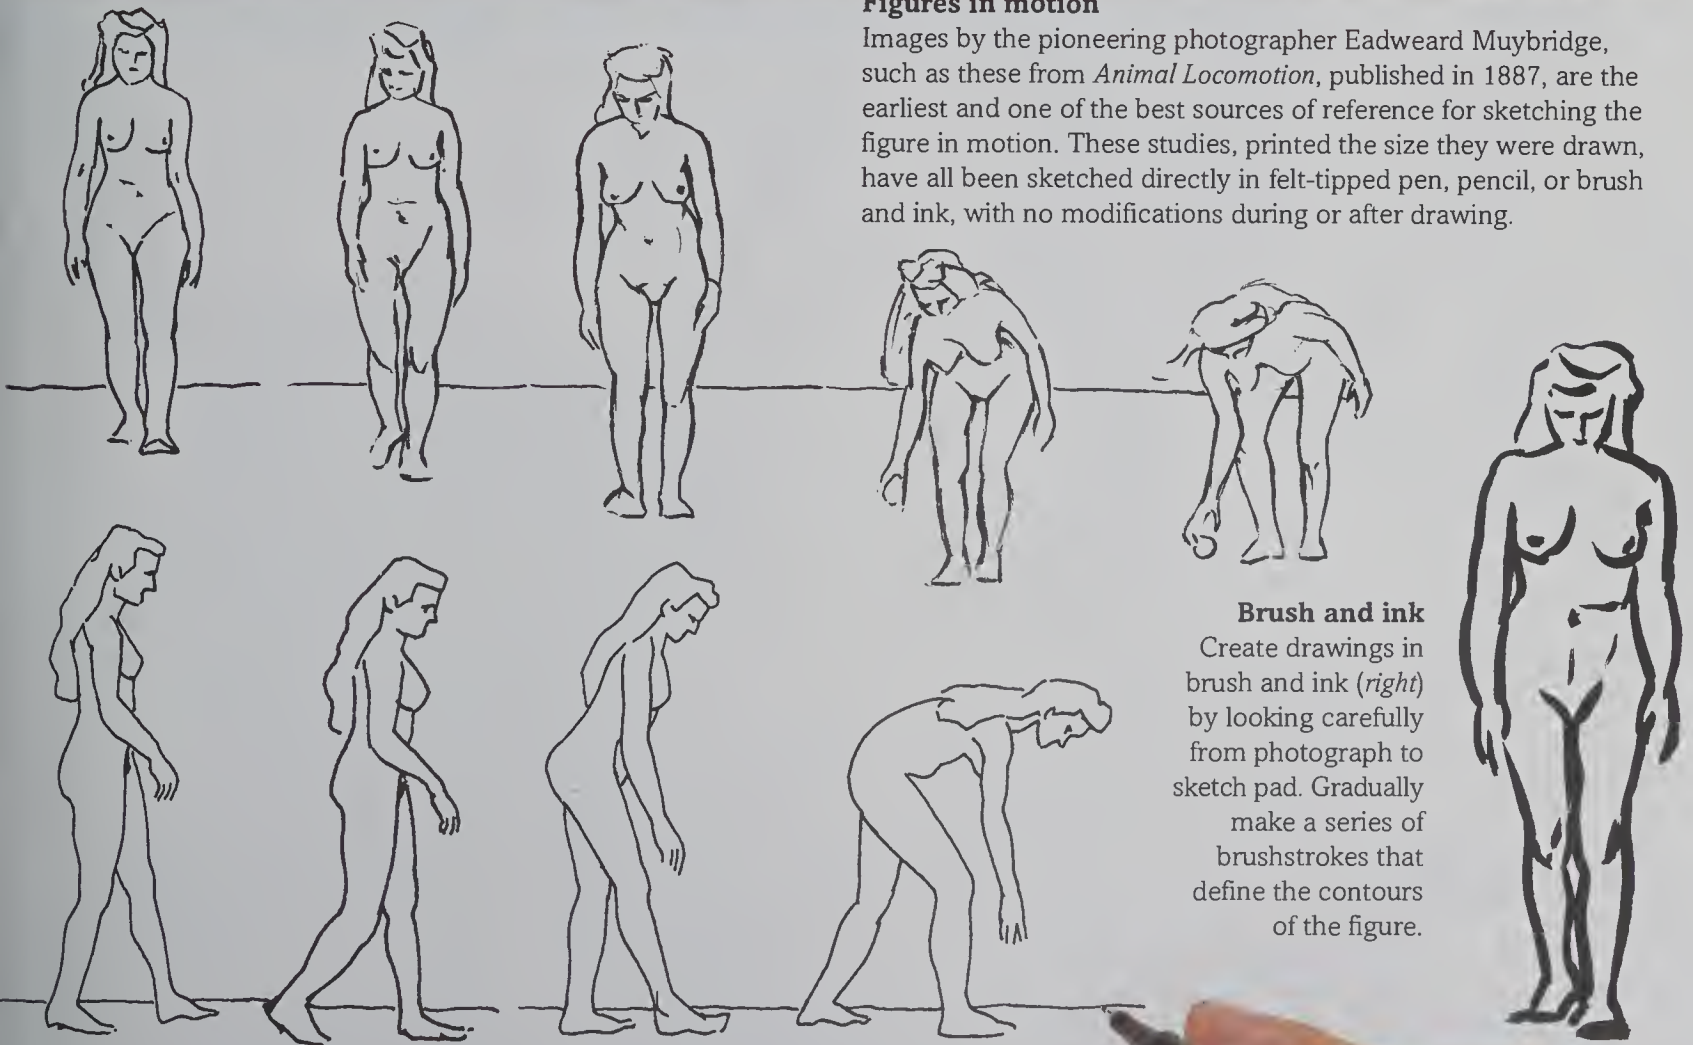 Figures in motion
Images by the pioneering photographer Eadweard Muybridge,
such as these from Animal Locomotion, published in 1887, are the
earliest and one of the best sources of reference for sketching the
figure in motion. These studies, printed the size they were drawn,
have all been sketched directly in felt-tipped pen, pencil, or brush
and ink, with no modifications during or after drawing.
Brush and ink
Create drawings in
brush and ink (right)
by looking carefully
from photograph to
sketch pad. Gradually
make a series of
brushstrokes that
define the contours
of the figure.